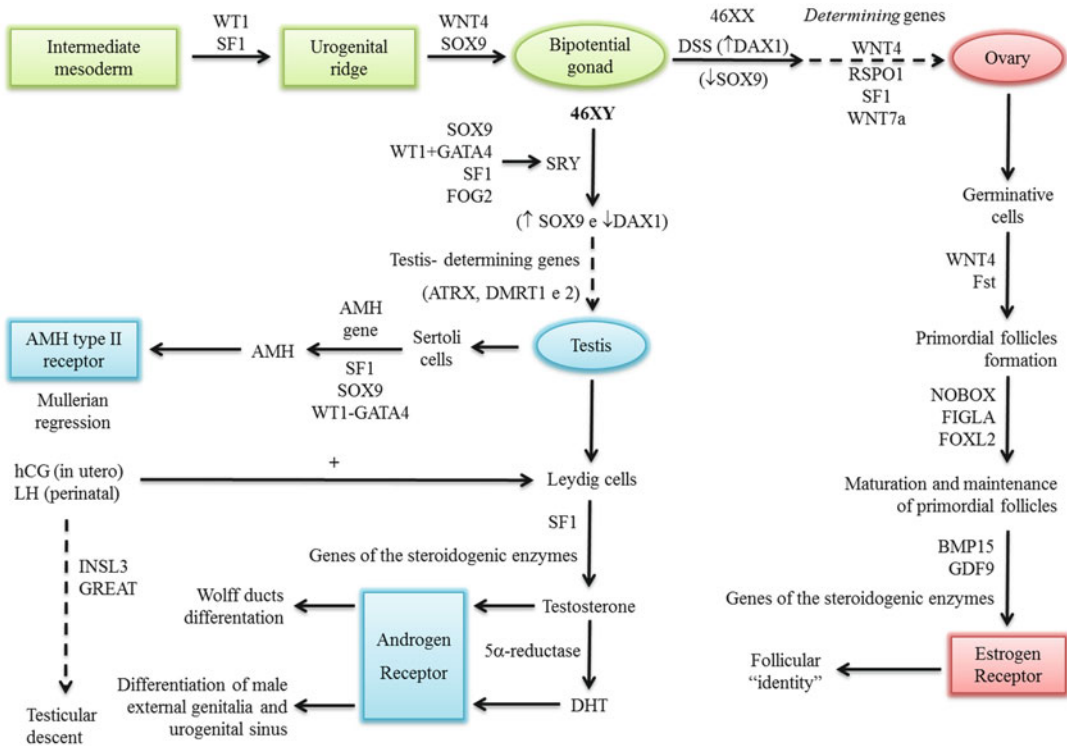 WT1
SF1
WNT4
SOX9
46XX
DSS (↑DAX1)
(↓SOX9)
Determining genes
WNT4
RSPO1
SF1
WNT7a
Intermediate
mesoderm
Urogenital
ridge
Bipotential
gonad
Ovary
46XY
SOX9
WT1+GATA4
SF1
FOG2
SRY
(↑ SOX9 e ↓DAX1)
Testis- determining genes
(ATRX, DMRT1 e 2)
Testis
Sertoli
cells
AMH
gene
SF1
SOX9
WT1-GATA4
AMH
AMH type II
receptor
Mullerian
regression
hCG (in utero)
LH (perinatal)
+
Leydig cells
INSL3
GREAT
Testicular
descent
SF1
Genes of the steroidogenic enzymes
Testosterone
5α-reductase
DHT
Androgen
Receptor
Wolff ducts
differentiation
Differentiation of male
external genitalia and
urogenital sinus
Germinative
cells
WNT4
Fst
Primordial follicles
formation
NOBOX
FIGLA
FOXL2
Maturation and maintenance
of primordial follicles
BMP15
GDF9
Genes of the steroidogenic enzymes
Estrogen
Receptor
Follicular
“identity”